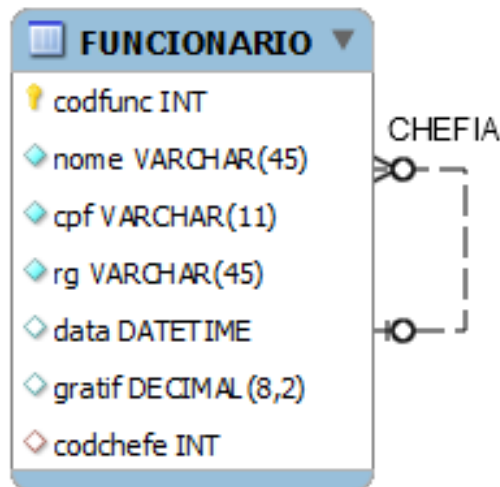 FUNCIONARIO
codfunc INT
nome VARCHAR(45)
CHEFIA
cpf VARCHAR(11)
rg VARCHAR(45)
data DATETIME
gratif DECIMAL(8,2)
codchefe INT